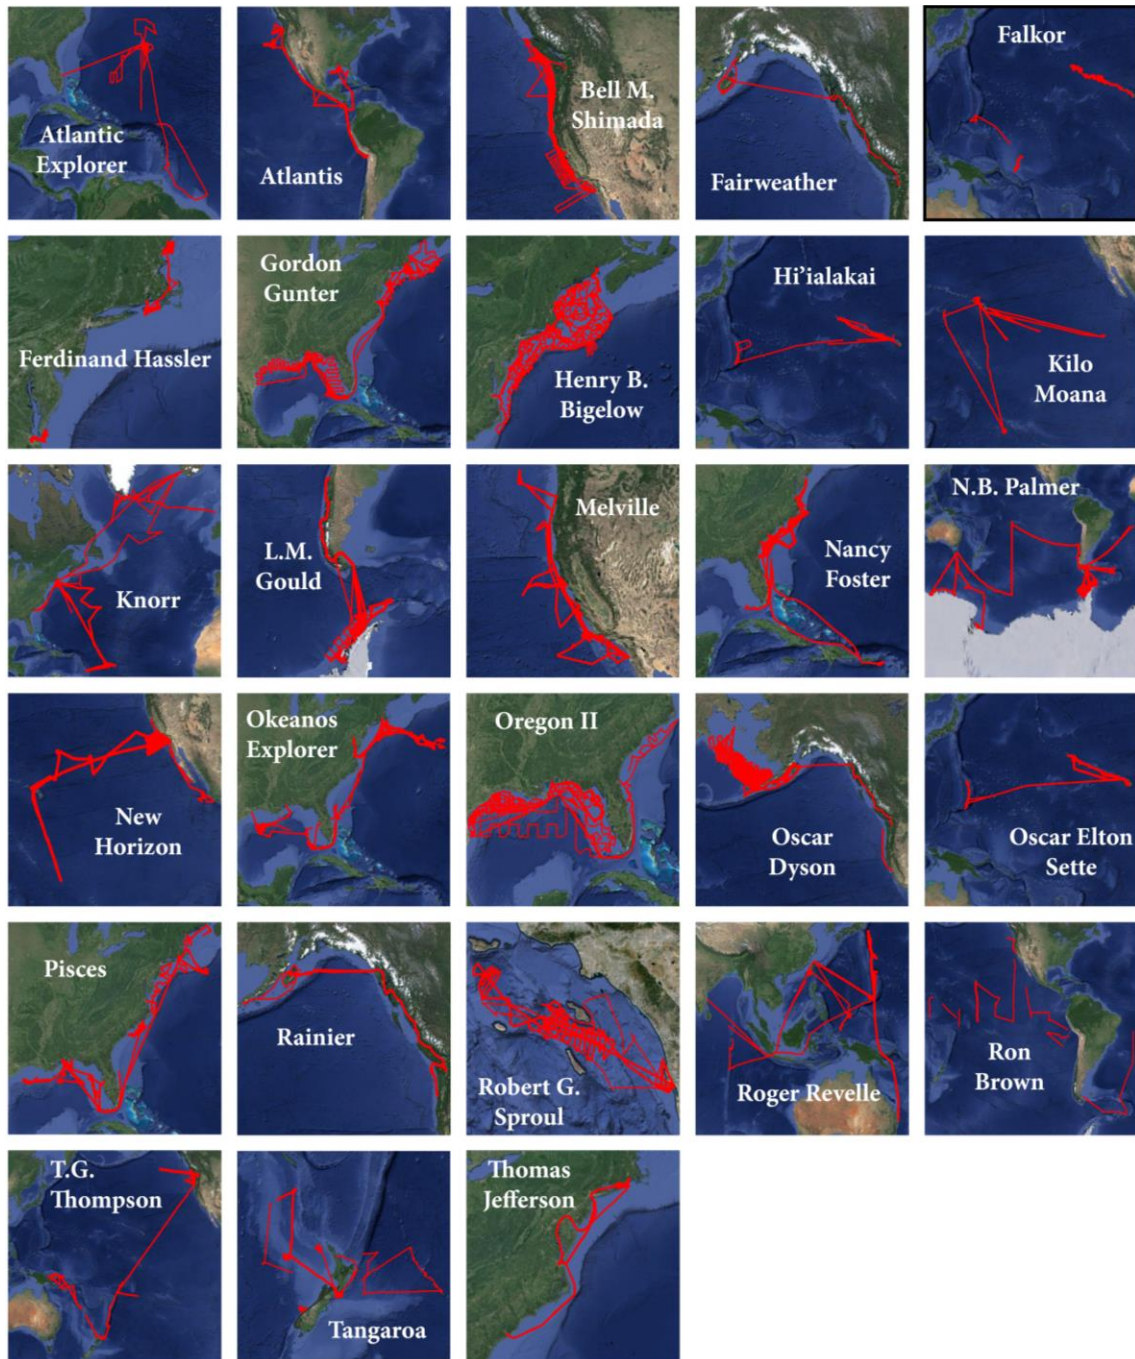 Atlantic
Explorer
Atlantis
Bell M.
Shimada
Fairweather
Falkor
Ferdinand Hassler
Gordon
Gunter
Henry B.
Bigelow
Hi'ialakai
Kilo
Moana
Knorr
L.M.
Gould
Melville
Nancy
Foster
N.B. Palmer
New
Horizon
Okeanos
Explorer
Oregon II
Oscar
Dyson
Oscar Elton
Sette
Pisces
Rainier
Robert G.
Sproul
Roger Revelle
Ron
Brown
T.G.
Thompson
Tangaroa
Thomas
Jefferson